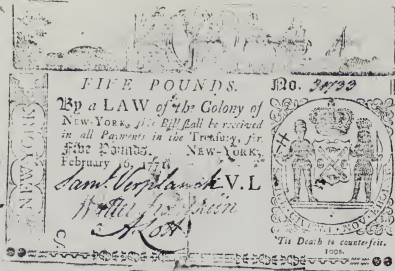 FIVE POUNDS. No. 30733
By a LAW of the Colony of
NEW-YORK, this Bill shall be received
in all Payments in the Treasury, for
Five Pounds. NEW-YORK,
February 16, 1771.
Saml. Verplanck V. L
A Lott
NEW YORK
'Tis Death to counterfeit.